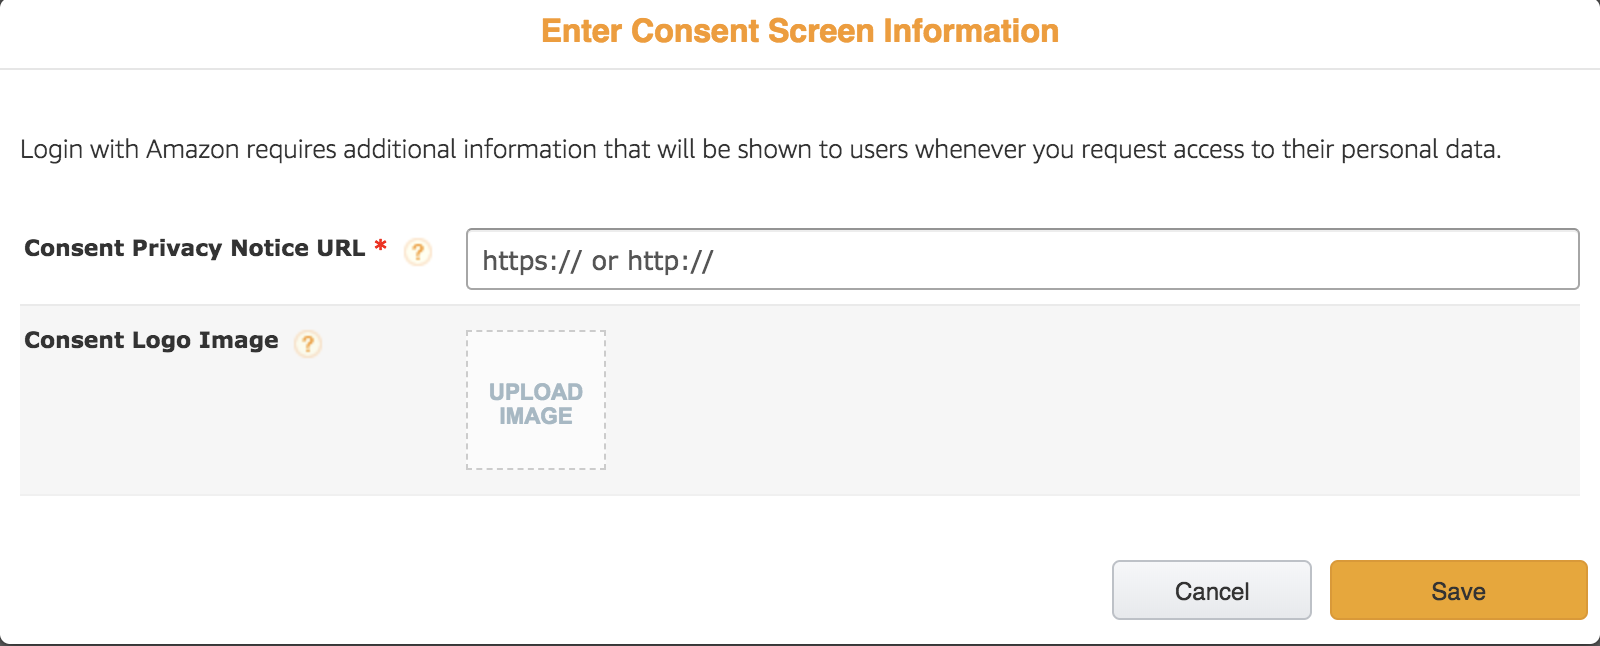 Enter Consent Screen Information
Login with Amazon requires additional information that will be shown to users whenever you request access to their personal data.
Consent Privacy Notice URL * ?
https:// or http://
Consent Logo Image ?
UPLOAD
IMAGE
Cancel
Save